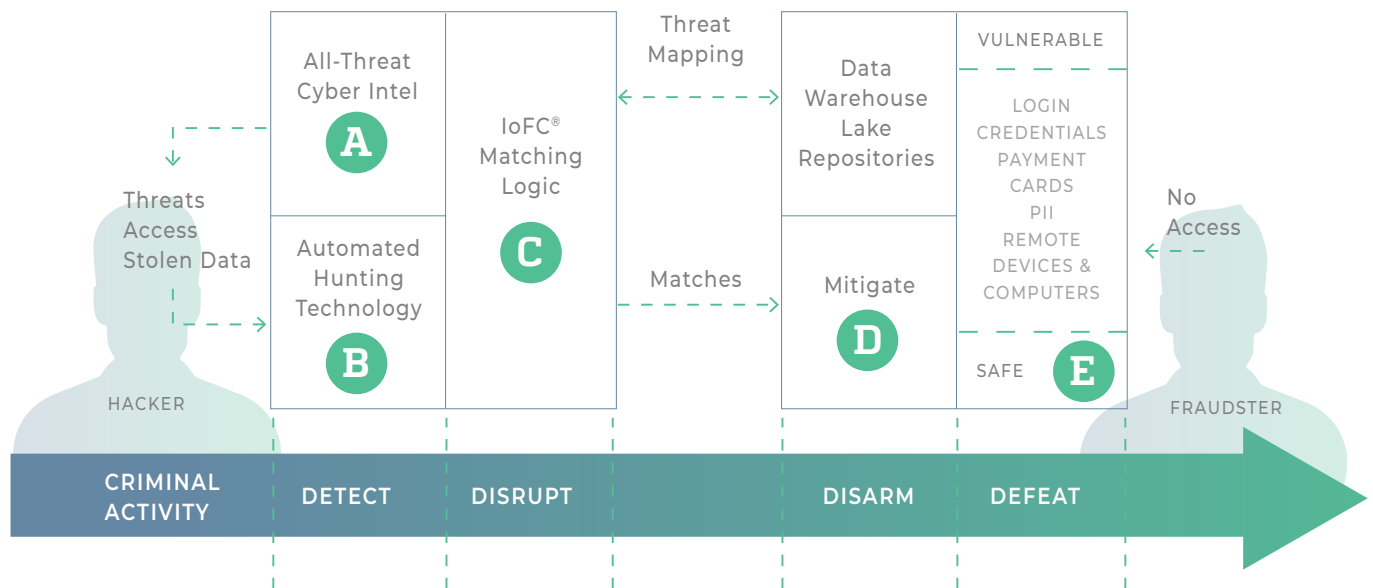 Threats
Access
Stolen Data
HACKER
All-Threat
Cyber Intel
A
Automated
Hunting
Technology
B
IoFC®
Matching
Logic
C
Threat
Mapping
Matches
Data
Warehouse
Lake
Repositories
Mitigate
D
VULNERABLE
LOGIN
CREDENTIALS
PAYMENT
CARDS
PII
REMOTE
DEVICES &
COMPUTERS
SAFE
E
No
Access
FRAUDSTER
CRIMINAL
ACTIVITY
DETECT
DISRUPT
DISARM
DEFEAT